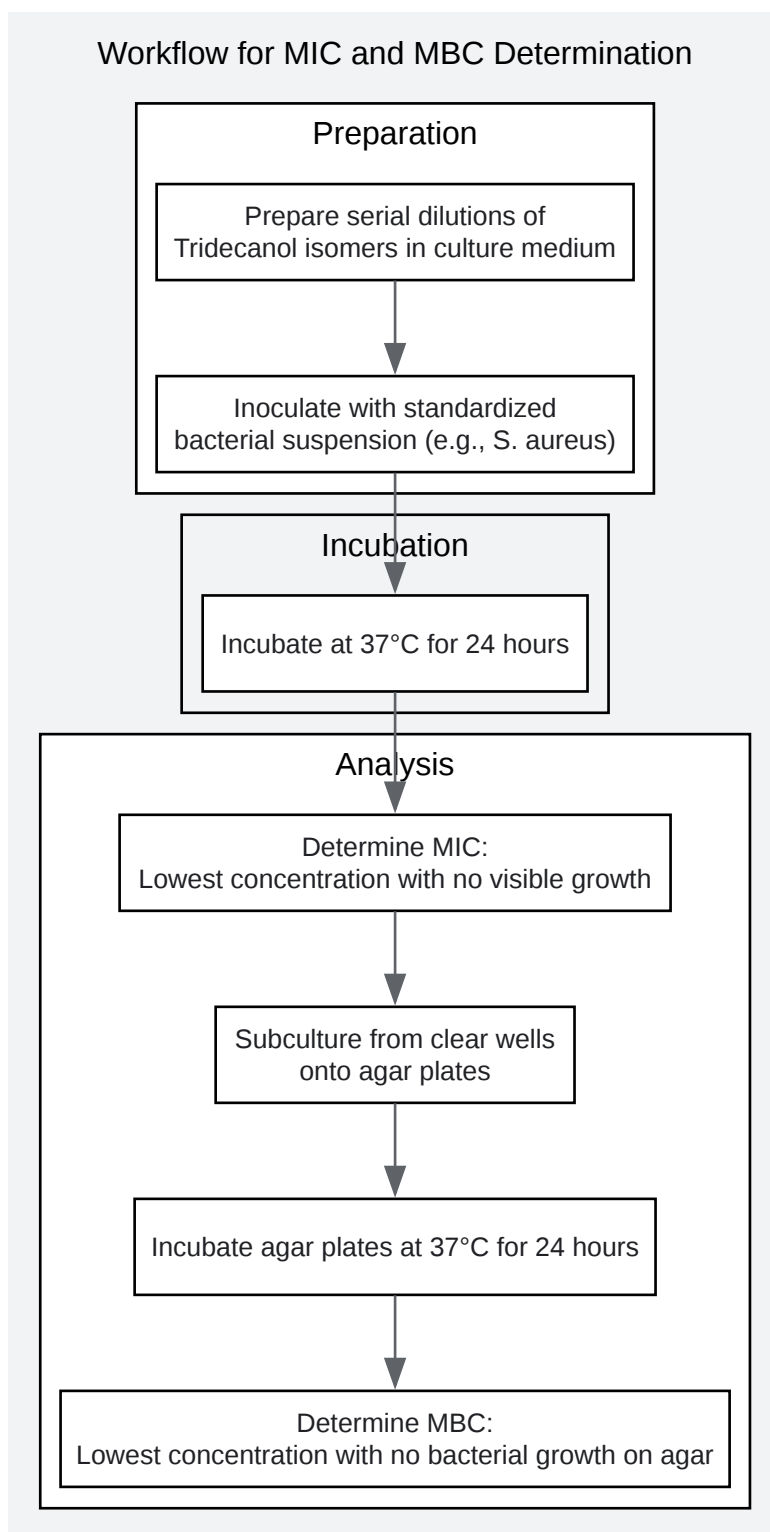 Workflow for MIC and MBC Determination
Preparation
Prepare serial dilutions of
Tridecanol isomers in culture medium
Inoculate with standardized
bacterial suspension (e.g., S. aureus)
Incubation
Incubate at 37°C for 24 hours
Analysis
Determine MIC:
Lowest concentration with no visible growth
Subculture from clear wells
onto agar plates
Incubate agar plates at 37°C for 24 hours
Determine MBC:
Lowest concentration with no bacterial growth on agar